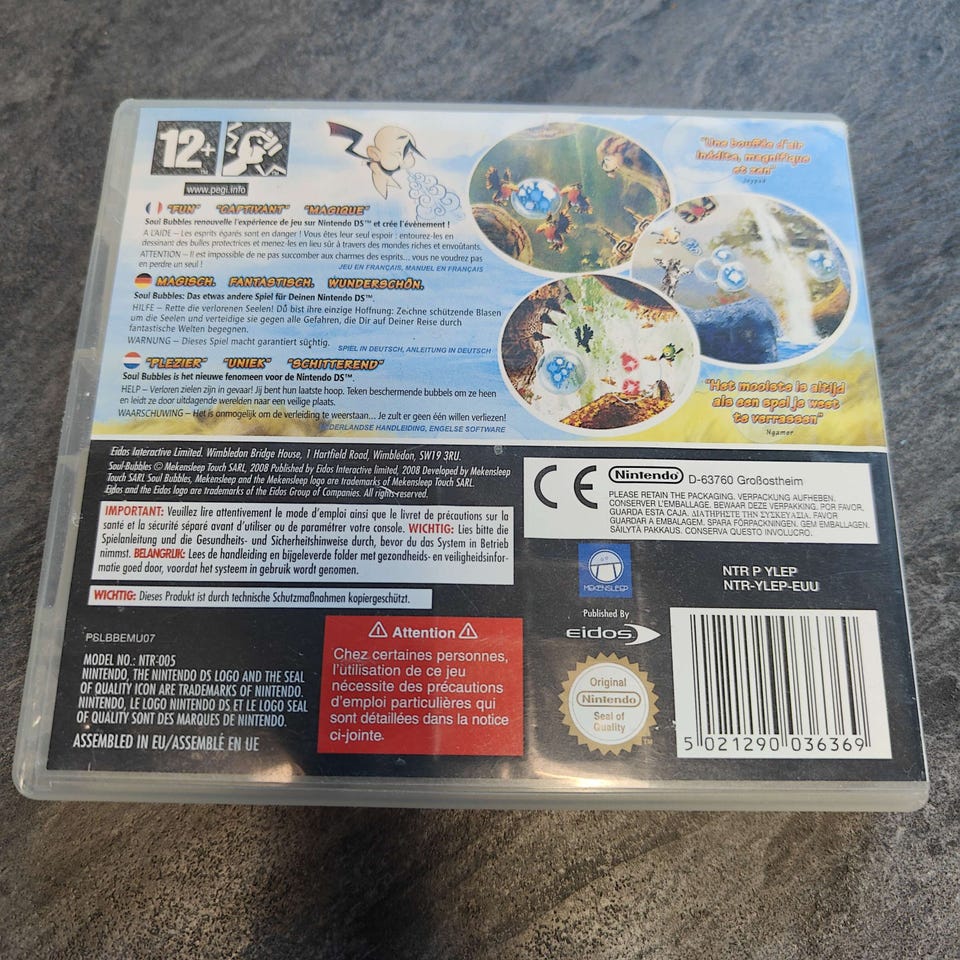 12+
www.pegi.info
"FUN" "CAPTIVANT" "MAGIQUE"
Soul Bubbles renouvelle l'expérience de jeu sur Nintendo DS™ et crée l'événement !
A L'AIDE – Les esprits égarés sont en danger ! Vous êtes leur seul espoir : entourez-les en
dessinant des bulles protectrices et menez-les en lieu sûr à travers des mondes riches et envoûtants.
ATTENTION – Il est impossible de ne pas succomber aux charmes des esprits... vous ne voudrez pas
en perdre un seul !
JEU EN FRANÇAIS, MANUEL EN FRANÇAIS
MAGISCH. FANTASTISCH. WUNDERSCHÖN.
Soul Bubbles: Das etwas andere Spiel für Deinen Nintendo DS™.
HILFE – Rette die verlorenen Seelen! Du bist ihre einzige Hoffnung: Zeichne schützende Blasen
um die Seelen und verteidige sie gegen alle Gefahren, die Dir auf Deiner Reise durch
fantastische Welten begegnen.
WARNUNG – Dieses Spiel macht garantiert süchtig.
SPIEL IN DEUTSCH, ANLEITUNG IN DEUTSCH
"PLEZIER" "UNIEK" "SCHITTEREND"
Soul Bubbles is het nieuwe fenomeen voor de Nintendo DS™.
HELP – Verloren zielen zijn in gevaar! Jij bent hun laatste hoop. Teken beschermende bubbels om ze heen
en leidt ze door uitdagende werelden naar een veilige plaats.
WAARSCHUWING – Het is onmogelijk om de verleiding te weerstaan... Je zult er geen één willen verliezen!
NEDERLANDSE HANDLEIDING, ENGELSE SOFTWARE
"Une bouffée d'air
inédite, magnifique
et zen"
Joypad
"Het mooiste is altijd
als een spel je weet
te verrassen"
Ngamer
Eidos Interactive Limited, Wimbledon Bridge House, 1 Hartfield Road, Wimbledon, SW19 3RU.
Soul-Bubbles © Mekensleep Touch SARL, 2008 Published by Eidos Interactive limited, 2008 Developed by Mekensleep
Touch SARL Soul Bubbles, Mekensleep and the Mekensleep logo are trademarks of Mekensleep Touch SARL.
Eidos and the Eidos logo are trademarks of the Eidos Group of Companies. All rights reserved.
IMPORTANT: Veuillez lire attentivement le mode d'emploi ainsi que le livret de précautions sur la
santé et la sécurité séparé avant d'utiliser ou de paramétrer votre console. WICHTIG: Lies bitte die
Spielanleitung und die Gesundheits- und Sicherheitshinweise durch, bevor du das System in Betrieb
nimmst. BELANGRIJK: Lees de handleiding en bijgeleverde folder met gezondheids- en veiligheidsinfor-
matie goed door, voordat het systeem in gebruik wordt genomen.
WICHTIG: Dieses Produkt ist durch technische Schutzmaßnahmen kopiergeschützt.
PSLBBEMU07
MODEL NO.: NTR-005
NINTENDO, THE NINTENDO DS LOGO AND THE SEAL
OF QUALITY ICON ARE TRADEMARKS OF NINTENDO.
NINTENDO, LE LOGO NINTENDO DS ET LE LOGO SEAL
OF QUALITY SONT DES MARQUES DE NINTENDO.
ASSEMBLED IN EU/ASSEMBLÉ EN UE
Attention
Chez certaines personnes,
l'utilisation de ce jeu
nécessite des précautions
d'emploi particulières qui
sont détaillées dans la notice
ci-jointe.
CE
Nintendo D-63760 Großostheim
PLEASE RETAIN THE PACKAGING. VERPACKUNG AUFHEBEN.
CONSERVER L'EMBALLAGE. BEWAAR DEZE VERPAKKING. POR FAVOR,
GUARDA ESTA CAJA. ΔΙΑΤΗΡΗΣΤΕ ΤΗΝ ΣΥΣΚΕΥΑΣΙΑ. FAVOR
GUARDAR A EMBALAGEM. SPARA FÖRPACKNINGEN. GEM EMBALLAGEN.
SÄILYTÄ PAKKAUS. CONSERVA QUESTO INVOLUCRO.
MEKENSLEEP
NTR P YLEP
NTR-YLEP-EUU
Published By
eidos
Original
Nintendo
Seal of
Quality
TM
5 021290 036369